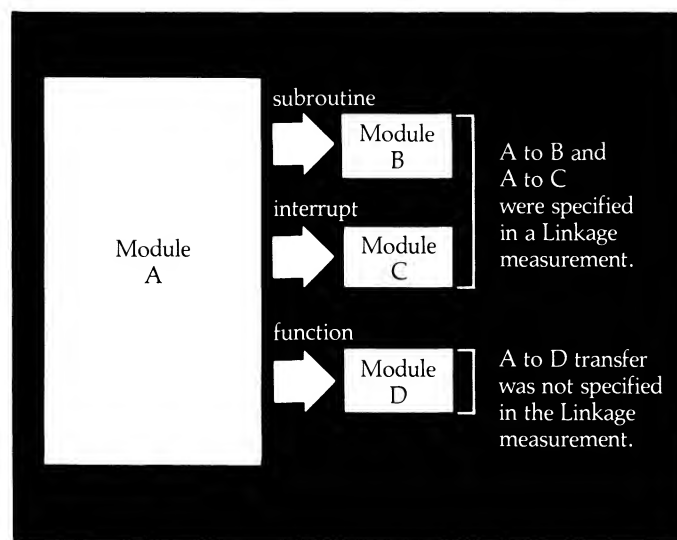 subroutine
Module
B
A to B and
A to C
were specified
in a Linkage
measurement.
interrupt
Module
C
Module
A
function
Module
D
A to D transfer
was not specified
in the Linkage
measurement.